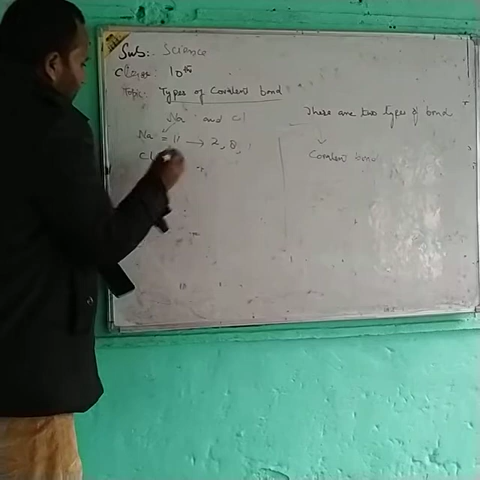 Sub:- Science
Class: 10th
Topic: Types of Covalent bond
Na and Cl
Na = 11 → 2, 8, 1
Cl
There are two Types of bond
Covalent bond